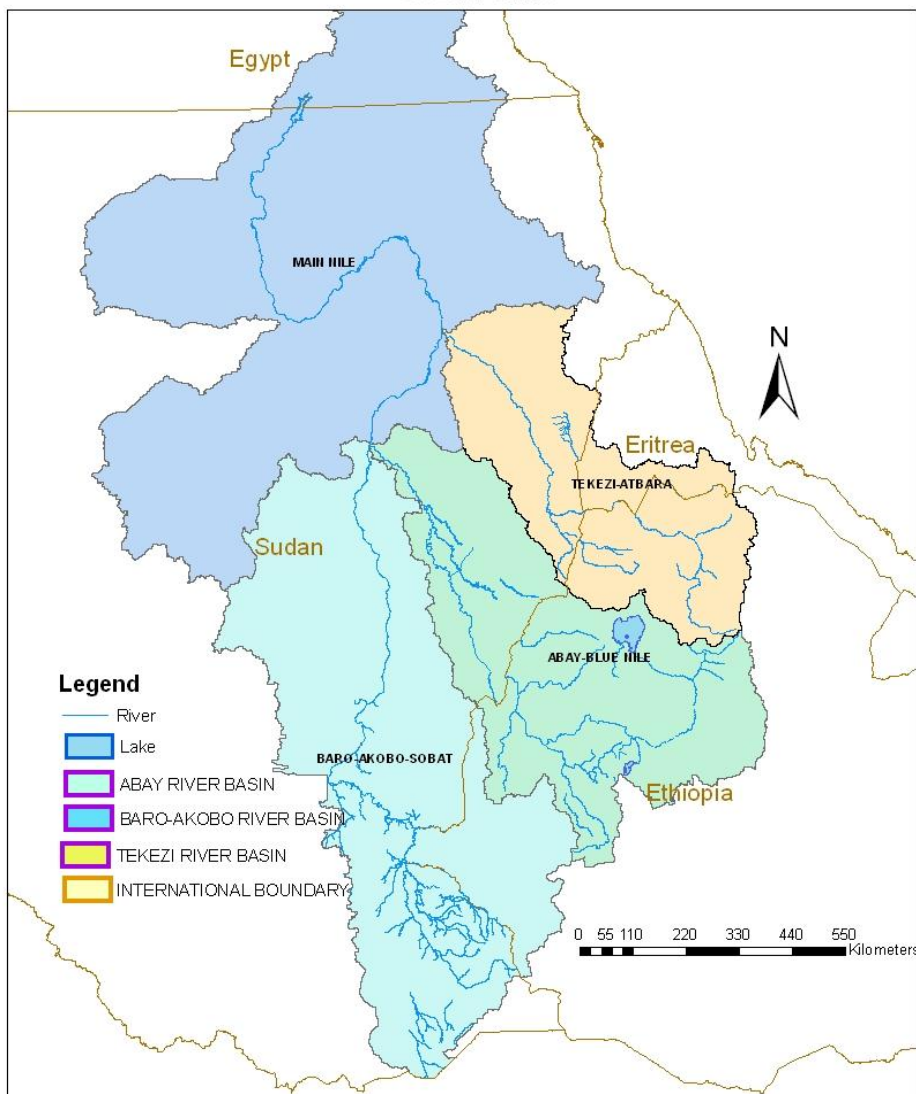 Egypt
MAIN NILE
N
Eritrea
TEKEZI-ATBARA
Sudan
ABAY-BLUE NILE
Legend
River
Lake
BARO-AKOBO-SOBAT
ABAY RIVER BASIN
Ethiopia
BARO-AKOBO RIVER BASIN
TEKEZI RIVER BASIN
INTERNATIONAL BOUNDARY
0 55 110 220 330 440 550
Kilometers